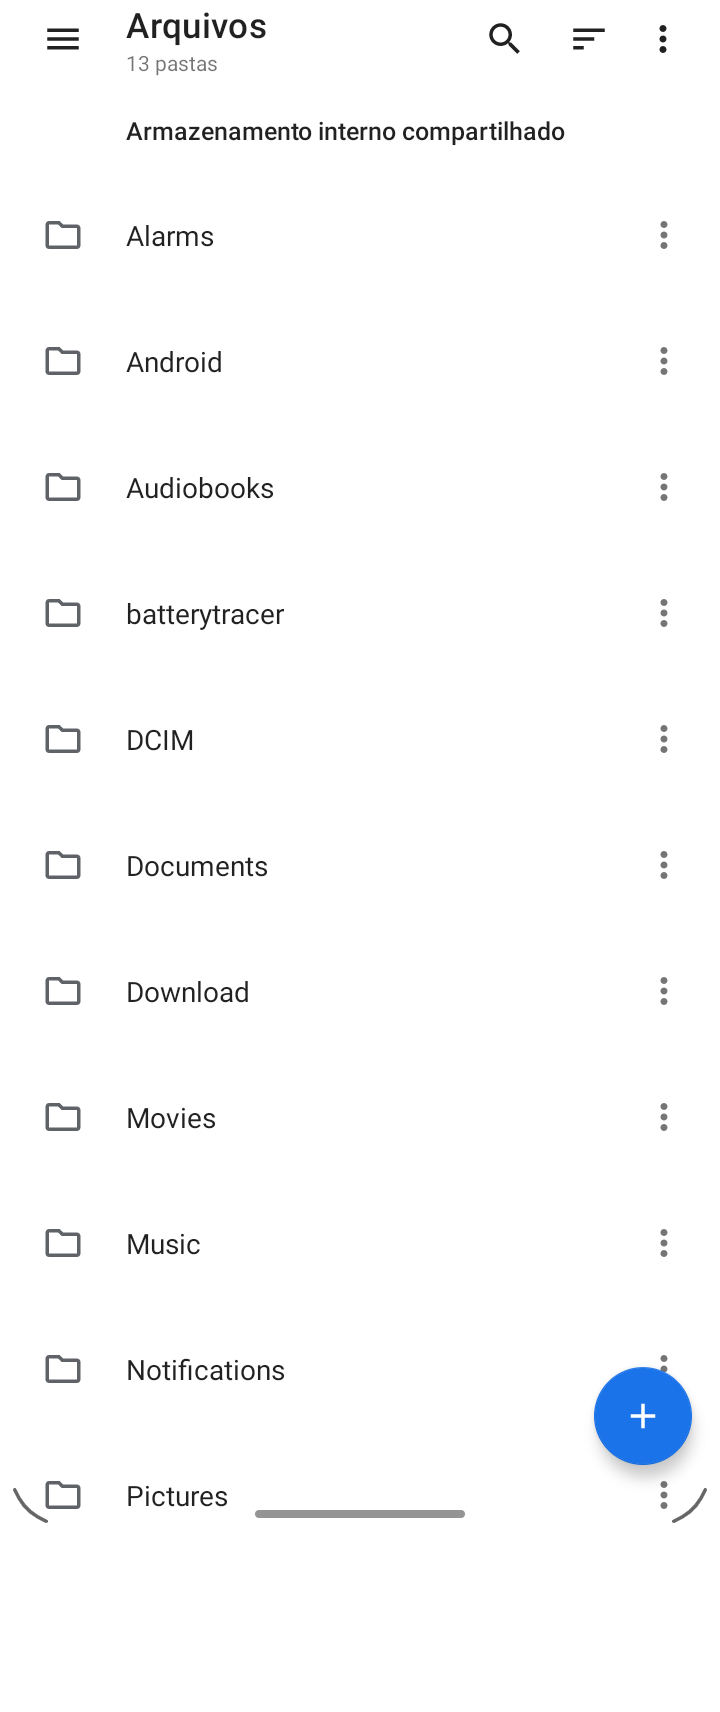 Arquivos
13 pastas
Armazenamento interno compartilhado
Alarms
Android
Audiobooks
batterytracer
DCIM
Documents
Download
Movies
Music
Notifications
Pictures